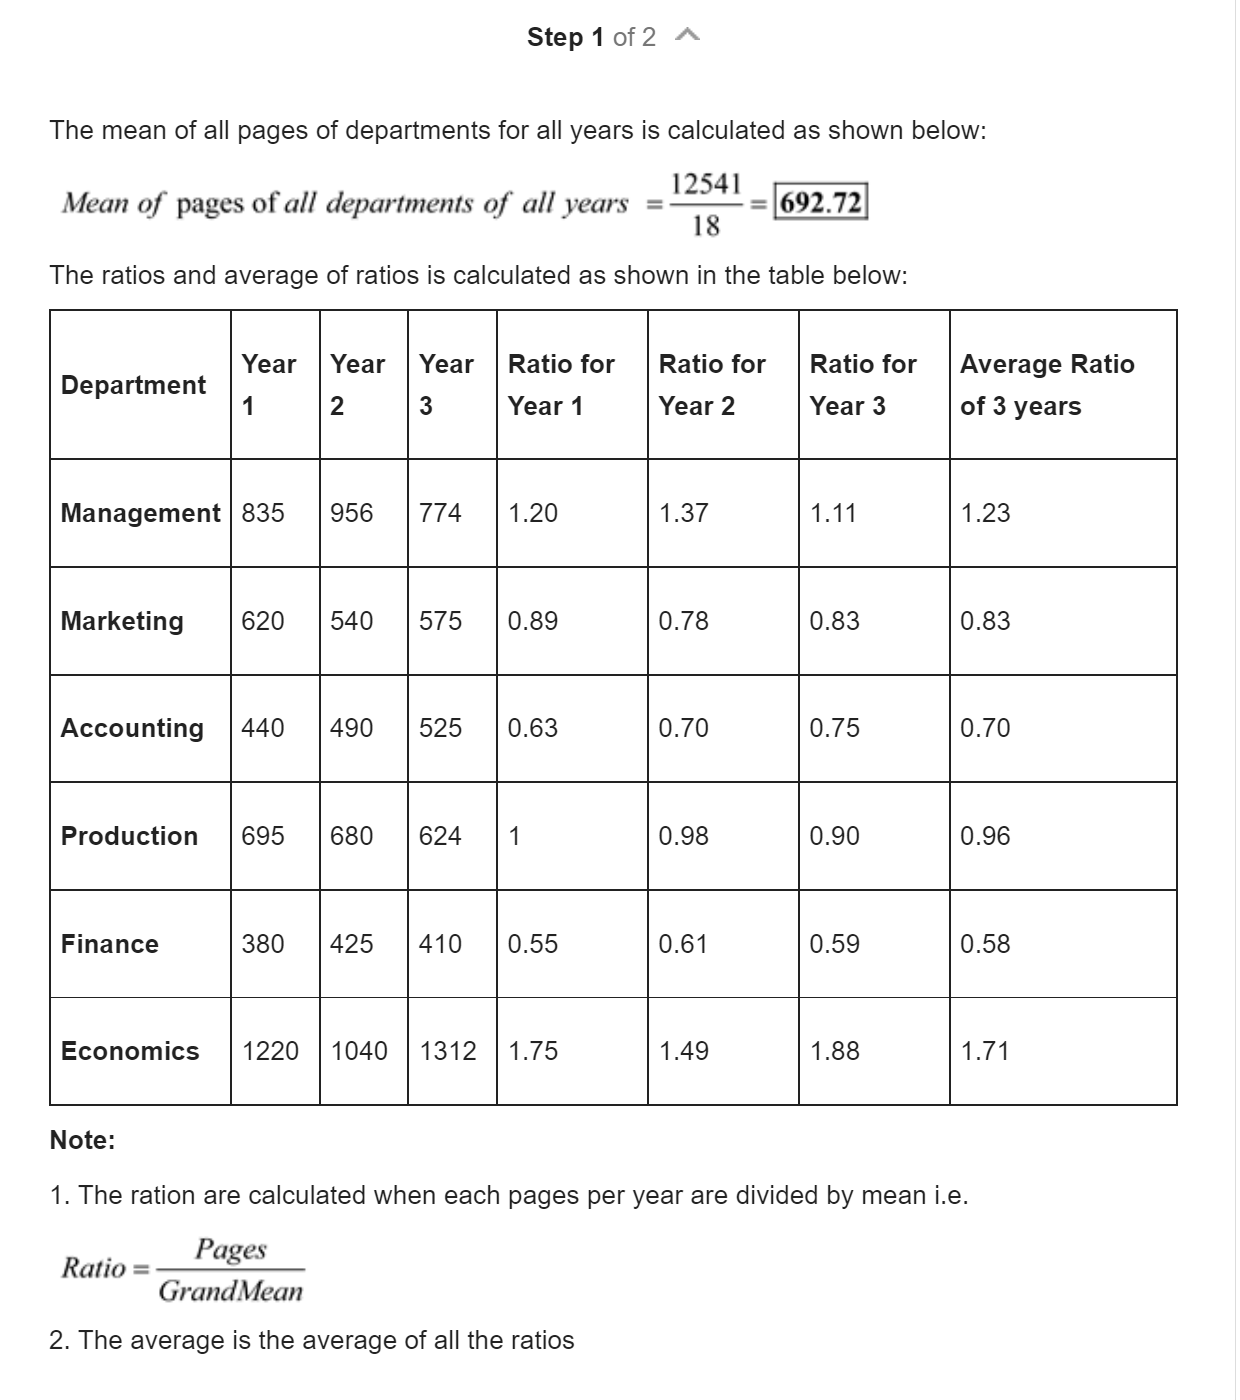 Step 1 of 2
The mean of all pages of departments for all years is calculated as shown below:
Mean of pages of all departments of all years = 12541 / 18 = 692.72
The ratios and average of ratios is calculated as shown in the table below:
Department Year 1 Year 2 Year 3 Ratio for Year 1 Ratio for Year 2 Ratio for Year 3 Average Ratio of 3 years
Management 835 956 774 1.20 1.37 1.11 1.23
Marketing 620 540 575 0.89 0.78 0.83 0.83
Accounting 440 490 525 0.63 0.70 0.75 0.70
Production 695 680 624 1 0.98 0.90 0.96
Finance 380 425 410 0.55 0.61 0.59 0.58
Economics 1220 1040 1312 1.75 1.49 1.88 1.71
Note:
1. The ration are calculated when each pages per year are divided by mean i.e.
Ratio = Pages / GrandMean
2. The average is the average of all the ratios